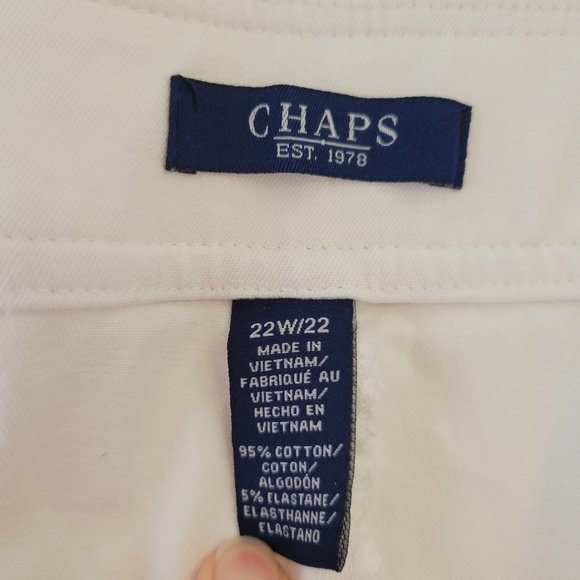 CHAPS
EST. 1978
22W/22
MADE IN
VIETNAM/
FABRIQUÉ AU
VIETNAM/
HECHO EN
VIETNAM
95% COTTON/
COTON/
ALGODÓN
5% ELASTANE/
ELASTHANNE/
ELASTANO